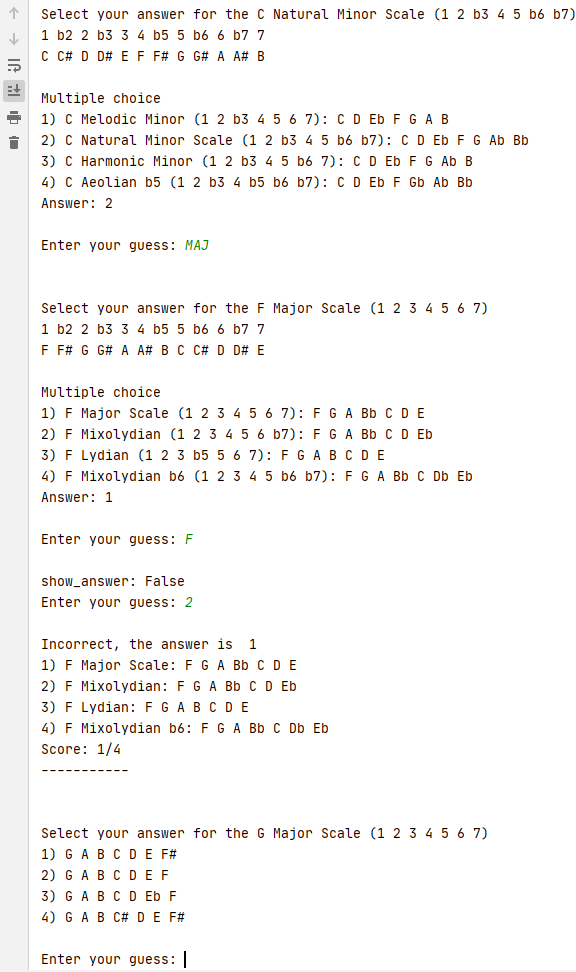 Select your answer for the C Natural Minor Scale (1 2 b3 4 5 b6 b7)
1 b2 2 b3 3 4 b5 5 b6 6 b7 7
C C# D D# E F F# G G# A A# B
Multiple choice
1) C Melodic Minor (1 2 b3 4 5 6 7): C D Eb F G A B
2) C Natural Minor Scale (1 2 b3 4 5 b6 b7): C D Eb F G Ab Bb
3) C Harmonic Minor (1 2 b3 4 5 b6 7): C D Eb F G Ab B
4) C Aeolian b5 (1 2 b3 4 b5 b6 b7): C D Eb F Gb Ab Bb
Answer: 2
Enter your guess: MAJ
Select your answer for the F Major Scale (1 2 3 4 5 6 7)
1 b2 2 b3 3 4 b5 5 b6 6 b7 7
F F# G G# A A# B C C# D D# E
Multiple choice
1) F Major Scale (1 2 3 4 5 6 7): F G A Bb C D E
2) F Mixolydian (1 2 3 4 5 6 b7): F G A Bb C D Eb
3) F Lydian (1 2 3 b5 5 6 7): F G A B C D E
4) F Mixolydian b6 (1 2 3 4 5 b6 b7): F G A Bb C Db Eb
Answer: 1
Enter your guess: F
show_answer: False
Enter your guess: 2
Incorrect, the answer is  1
1) F Major Scale: F G A Bb C D E
2) F Mixolydian: F G A Bb C D Eb
3) F Lydian: F G A B C D E
4) F Mixolydian b6: F G A Bb C Db Eb
Score: 1/4
-----------
Select your answer for the G Major Scale (1 2 3 4 5 6 7)
1) G A B C D E F#
2) G A B C D E F
3) G A B C D Eb F
4) G A B C# D E F#
Enter your guess: